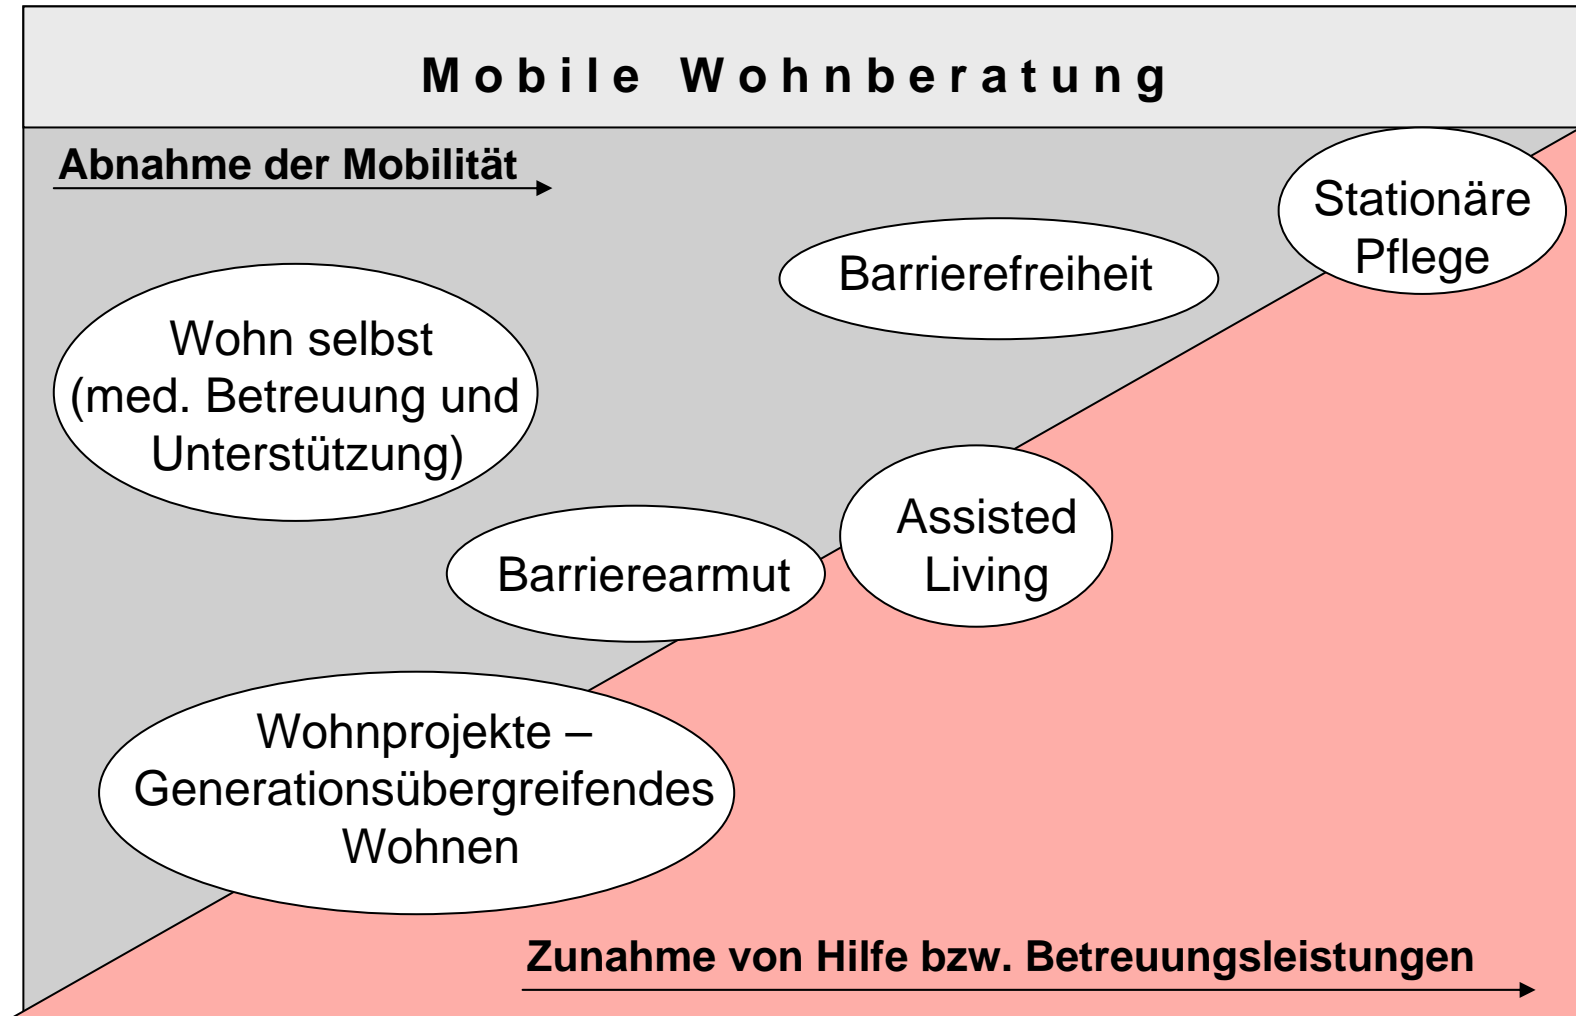 Mobile Wohnberatung
Abnahme der Mobilität
Stationäre
Pflege
Barrierefreiheit
Wohn selbst
(med. Betreuung und
Unterstützung)
Assisted
Living
Barrierearmut
Wohnprojekte –
Generationsübergreifendes
Wohnen
Zunahme von Hilfe bzw. Betreuungsleistungen